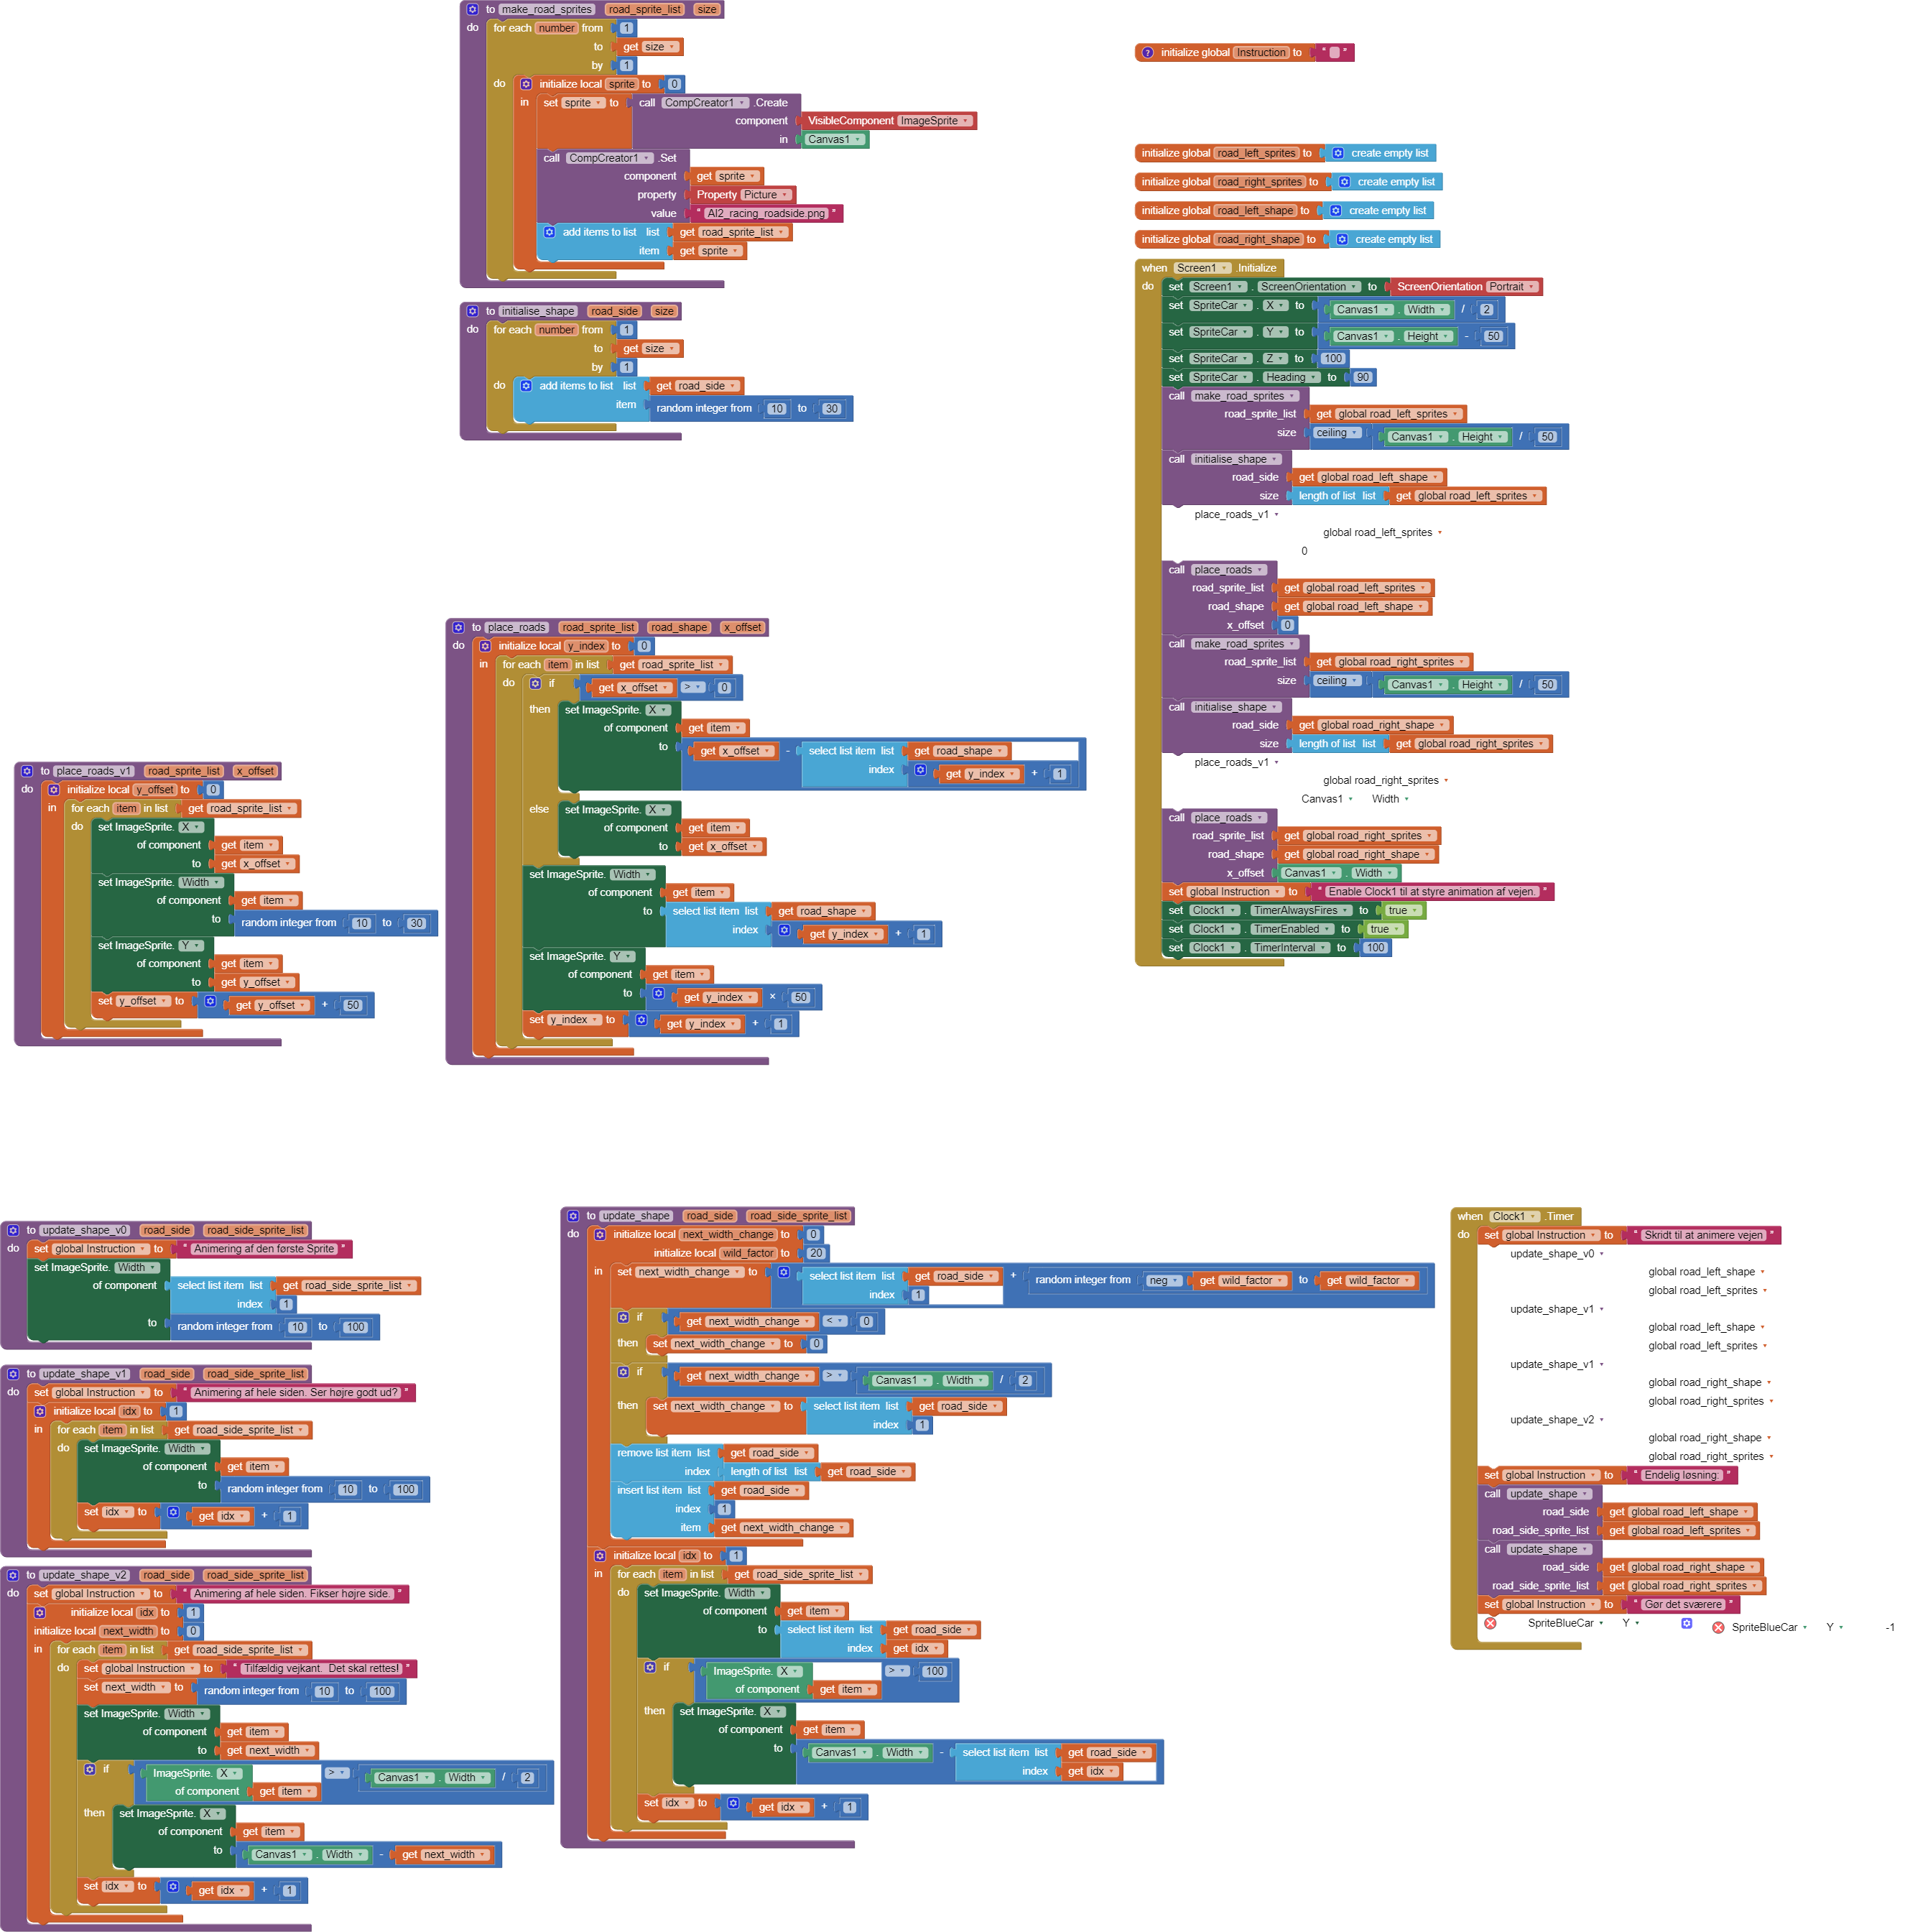 to make_road_sprites road_sprite_list size
do for each number from 1
to get size
by 1
do initialize local sprite to 0
in set sprite to call CompCreator1 .Create
component VisibleComponent ImageSprite
in Canvas1
call CompCreator1 .Set
component get sprite
property Property Picture
value " AI2_racing_roadside.png "
add items to list list get road_sprite_list
item get sprite
to initialise_shape road_side size
do for each number from 1
to get size
by 1
do add items to list list get road_side
item random integer from 10 to 30
initialize global Instruction to " "
initialize global road_left_sprites to create empty list
initialize global road_right_sprites to create empty list
initialize global road_left_shape to create empty list
initialize global road_right_shape to create empty list
when Screen1 .Initialize
do set Screen1 . ScreenOrientation to ScreenOrientation Portrait
set SpriteCar . X to Canvas1 . Width / 2
set SpriteCar . Y to Canvas1 . Height - 50
set SpriteCar . Z to 100
set SpriteCar . Heading to 90
call make_road_sprites
road_sprite_list get global road_left_sprites
size ceiling Canvas1 . Height / 50
call initialise_shape
road_side get global road_left_shape
size length of list list get global road_left_sprites
place_roads_v1
global road_left_sprites
0
call place_roads
road_sprite_list get global road_left_sprites
road_shape get global road_left_shape
x_offset 0
call make_road_sprites
road_sprite_list get global road_right_sprites
size ceiling Canvas1 . Height / 50
call initialise_shape
road_side get global road_right_shape
size length of list list get global road_right_sprites
place_roads_v1
global road_right_sprites
Canvas1 Width
call place_roads
road_sprite_list get global road_right_sprites
road_shape get global road_right_shape
x_offset Canvas1 . Width
set global Instruction to " Enable Clock1 til at styre animation af vejen. "
set Clock1 . TimerAlwaysFires to true
set Clock1 . TimerEnabled to true
set Clock1 . TimerInterval to 100
to place_roads road_sprite_list road_shape x_offset
do initialize local y_index to 0
in for each item in list get road_sprite_list
do if get x_offset > 0
then set ImageSprite. X
of component get item
to get x_offset - select list item list get road_shape
index get y_index + 1
else set ImageSprite. X
of component get item
to get x_offset
set ImageSprite. Width
of component get item
to select list item list get road_shape
index get y_index + 1
set ImageSprite. Y
of component get item
to get y_index × 50
set y_index to get y_index + 1
to place_roads_v1 road_sprite_list x_offset
do initialize local y_offset to 0
in for each item in list get road_sprite_list
do set ImageSprite. X
of component get item
to get x_offset
set ImageSprite. Width
of component get item
to random integer from 10 to 30
set ImageSprite. Y
of component get item
to get y_offset
set y_offset to get y_offset + 50
to update_shape_v0 road_side road_side_sprite_list
do set global Instruction to " Animering af den første Sprite "
set ImageSprite. Width
of component select list item list get road_side_sprite_list
index 1
to random integer from 10 to 100
to update_shape_v1 road_side road_side_sprite_list
do set global Instruction to " Animering af hele siden. Ser højre godt ud? "
initialize local idx to 1
in for each item in list get road_side_sprite_list
do set ImageSprite. Width
of component get item
to random integer from 10 to 100
set idx to get idx + 1
to update_shape_v2 road_side road_side_sprite_list
do set global Instruction to " Animering af hele siden. Fikser højre side. "
initialize local idx to 1
initialize local next_width to 0
in for each item in list get road_side_sprite_list
do set global Instruction to " Tilfældig vejkant. Det skal rettes! "
set next_width to random integer from 10 to 100
set ImageSprite. Width
of component get item
to get next_width
if ImageSprite. X > Canvas1 . Width / 2
of component get item
then set ImageSprite. X
of component get item
to Canvas1 . Width - get next_width
set idx to get idx + 1
to update_shape road_side road_side_sprite_list
do initialize local next_width_change to 0
initialize local wild_factor to 20
in set next_width_change to select list item list get road_side + random integer from neg get wild_factor to get wild_factor
index 1
if get next_width_change < 0
then set next_width_change to 0
if get next_width_change > Canvas1 . Width / 2
then set next_width_change to select list item list get road_side
index 1
remove list item list get road_side
index length of list list get road_side
insert list item list get road_side
index 1
item get next_width_change
initialize local idx to 1
in for each item in list get road_side_sprite_list
do set ImageSprite. Width
of component get item
to select list item list get road_side
index get idx
if ImageSprite. X > 100
of component get item
then set ImageSprite. X
of component get item
to Canvas1 . Width - select list item list get road_side
index get idx
set idx to get idx + 1
when Clock1 .Timer
do set global Instruction to " Skridt til at animere vejen "
update_shape_v0
global road_left_shape
global road_left_sprites
update_shape_v1
global road_left_shape
global road_left_sprites
update_shape_v1
global road_right_shape
global road_right_sprites
update_shape_v2
global road_right_shape
global road_right_sprites
set global Instruction to " Endelig løsning: "
call update_shape
road_side get global road_left_shape
road_side_sprite_list get global road_left_sprites
call update_shape
road_side get global road_right_shape
road_side_sprite_list get global road_right_sprites
set global Instruction to " Gør det sværere "
SpriteBlueCar Y SpriteBlueCar Y -1